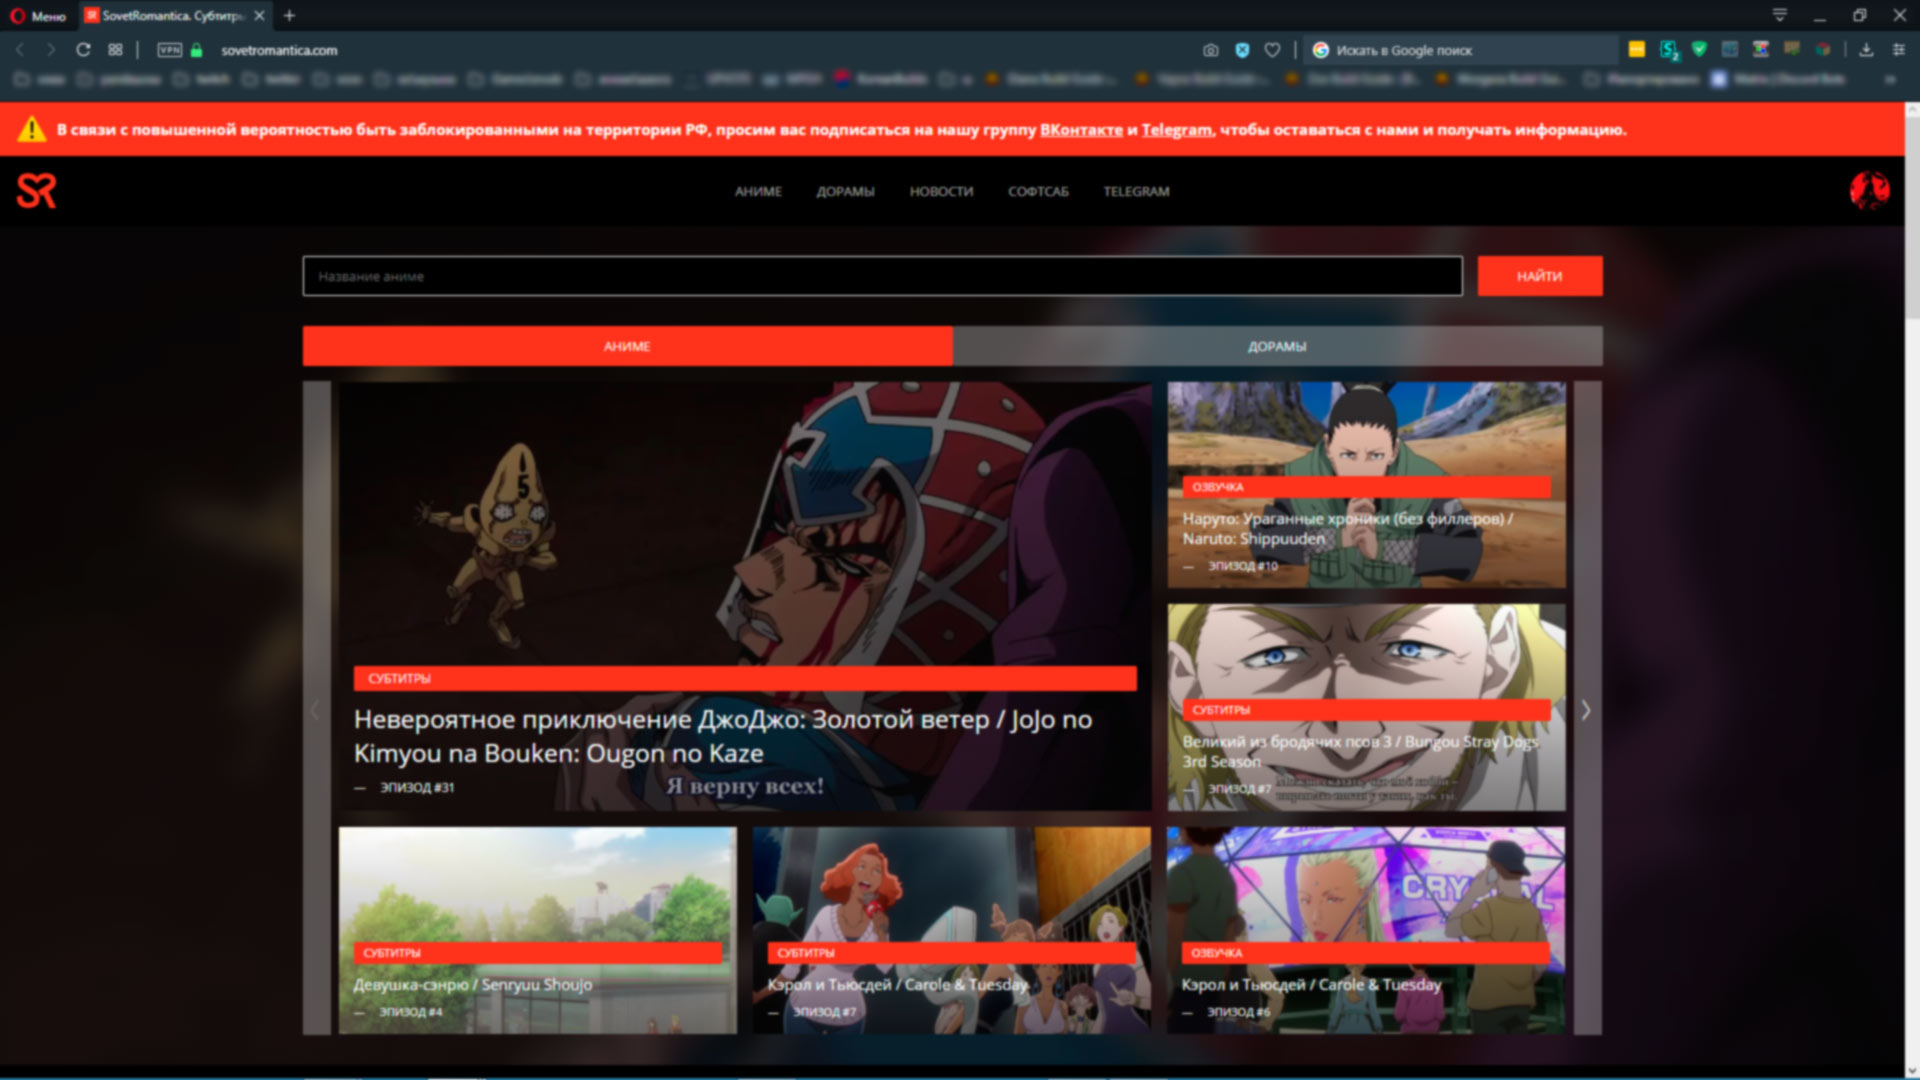 Меню
SovetRomantica. Субтитры
VPN
sovetromantica.com
Искать в Google поиск
В связи с повышенной вероятностью быть заблокированными на территории РФ, просим вас подписаться на нашу группу ВКонтакте и Telegram, чтобы оставаться с нами и получать информацию.
SR
АНИМЕ
ДОРАМЫ
НОВОСТИ
СОФТСАБ
TELEGRAM
Название аниме
НАЙТИ
АНИМЕ
ДОРАМЫ
5
СУБТИТРЫ
Невероятное приключение ДжоДжо: Золотой ветер / JoJo no
Kimyou na Bouken: Ougon no Kaze
— ЭПИЗОД #31
Я верну всех!
ОЗВУЧКА
Наруто: Ураганные хроники (без филлеров) /
Naruto: Shippuuden
— ЭПИЗОД #10
СУБТИТРЫ
Великий из бродячих псов 3 / Bungou Stray Dogs
3rd Season
— ЭПИЗОД #7
СУБТИТРЫ
Девушка-сэнрю / Senryuu Shoujo
— ЭПИЗОД #4
СУБТИТРЫ
Кэрол и Тьюсдей / Carole & Tuesday
— ЭПИЗОД #7
ОЗВУЧКА
Кэрол и Тьюсдей / Carole & Tuesday
— ЭПИЗОД #6